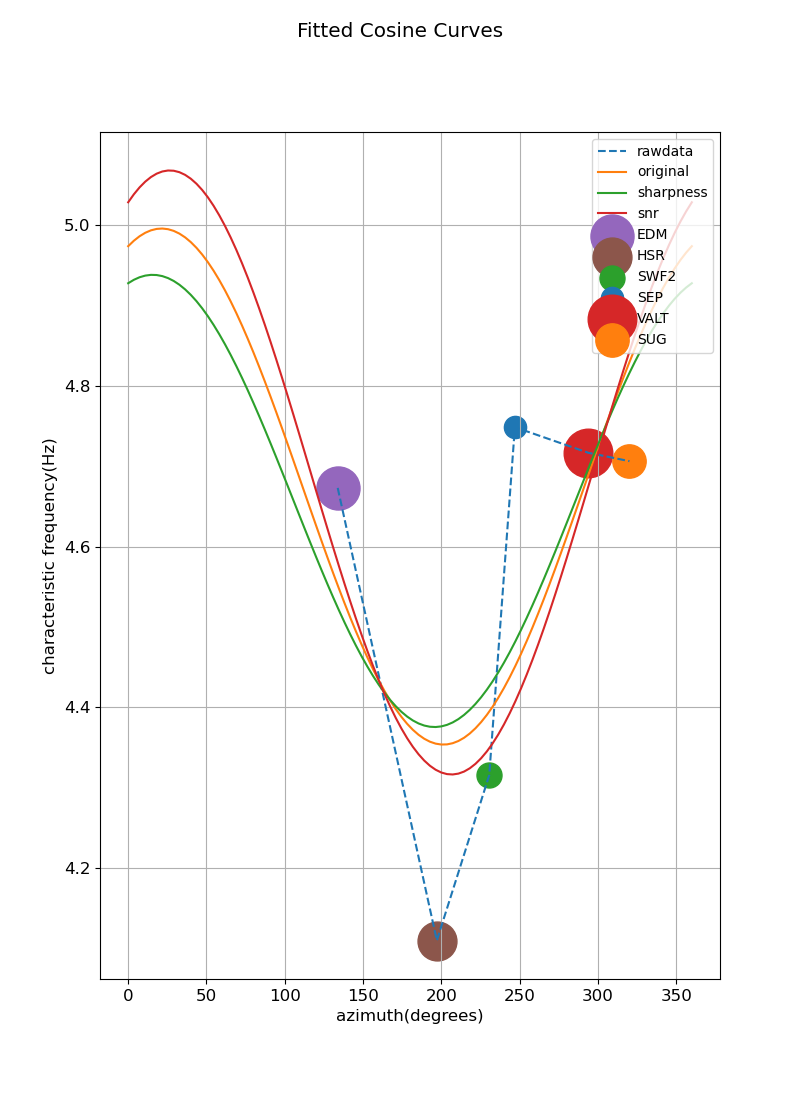 Fitted Cosine Curves
rawdata
original
sharpness
snr
EDM
HSR
SWF2
SEP
VALT
SUG
characteristic frequency(Hz)
5.0
4.8
4.6
4.4
4.2
0 50 100 150 200 250 300 350
azimuth(degrees)